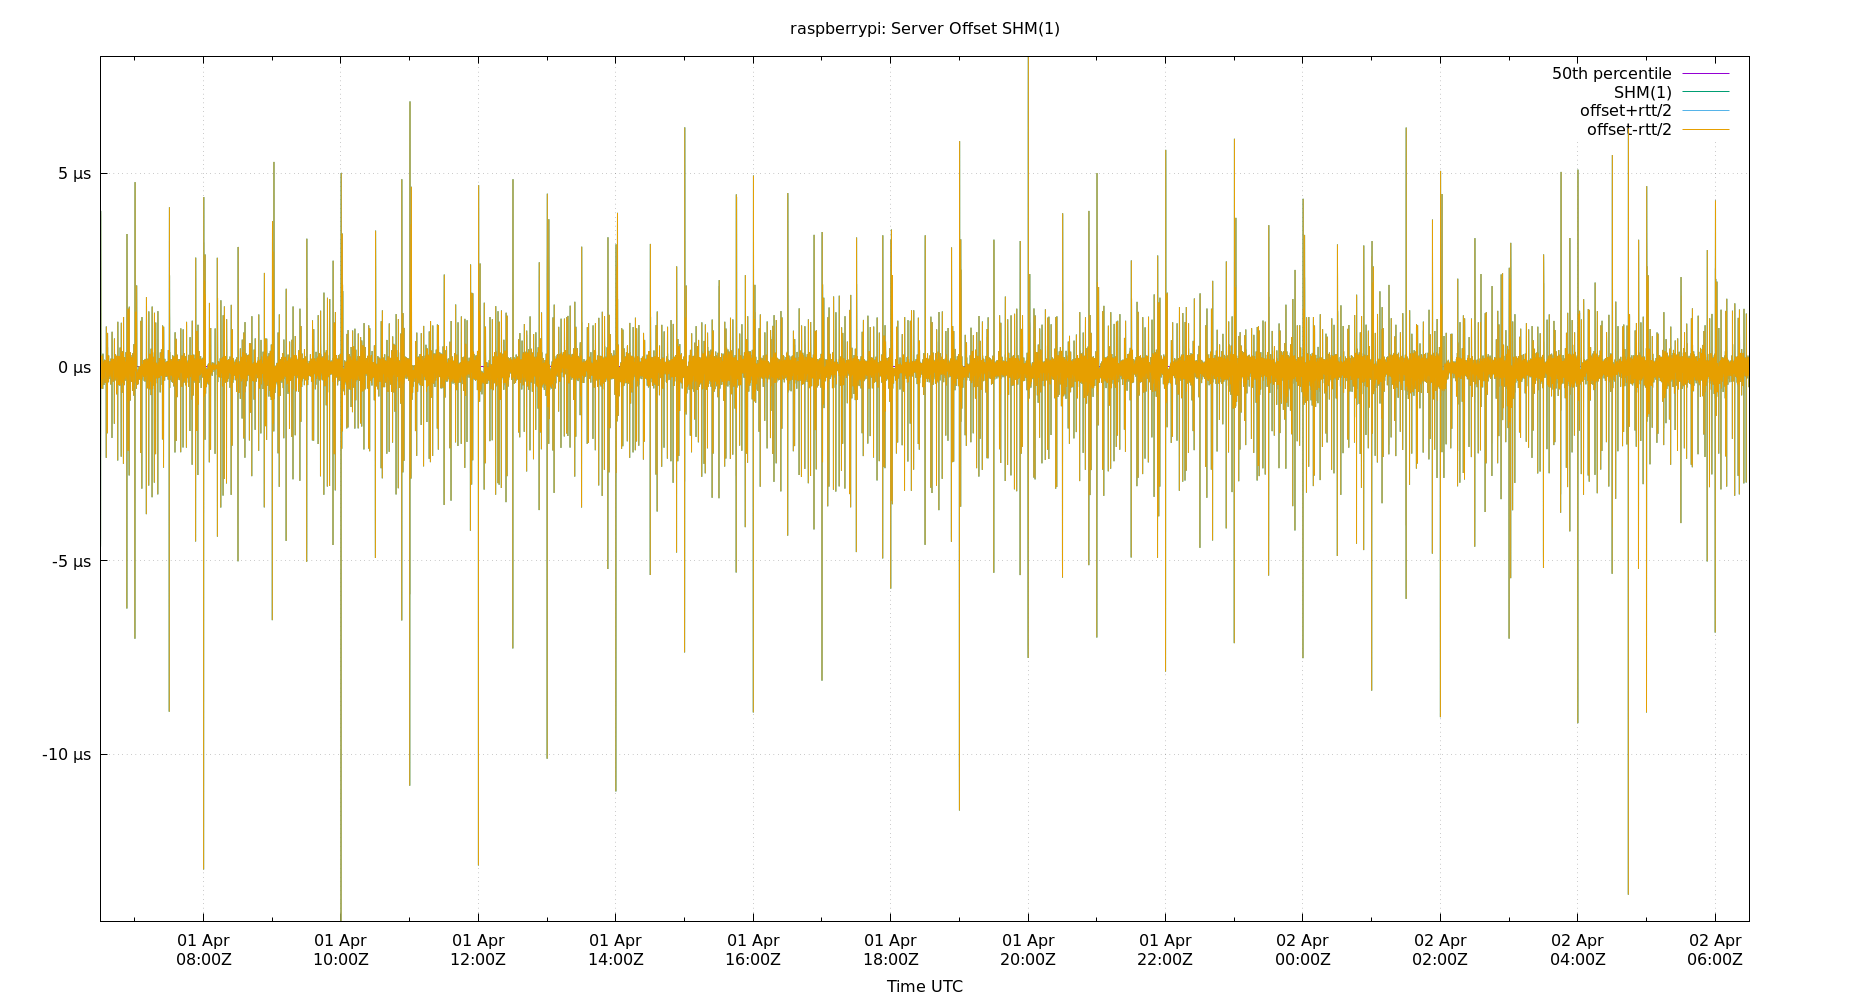 raspberrypi: Server Offset SHM(1)
50th percentile
SHM(1)
offset+rtt/2
offset-rtt/2
5 µs
0 µs
-5 µs
-10 µs
01 Apr 01 Apr 01 Apr 01 Apr 01 Apr 01 Apr 01 Apr 01 Apr 02 Apr 02 Apr 02 Apr 02 Apr
08:00Z 10:00Z 12:00Z 14:00Z 16:00Z 18:00Z 20:00Z 22:00Z 00:00Z 02:00Z 04:00Z 06:00Z
Time UTC